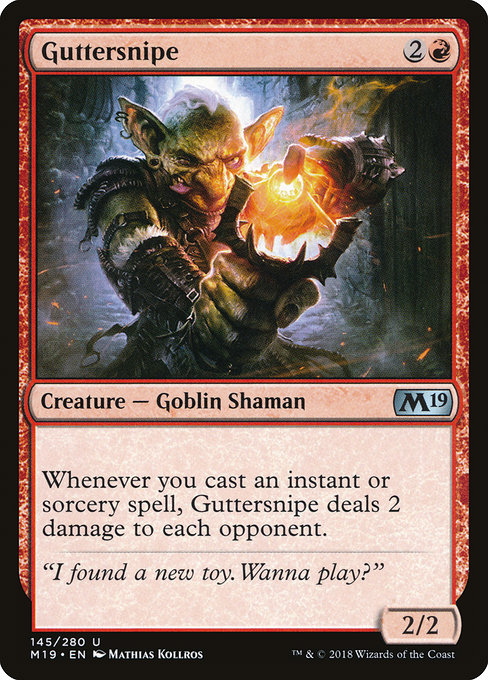 Guttersnipe 2
Creature — Goblin Shaman M19
Whenever you cast an instant or
sorcery spell, Guttersnipe deals 2
damage to each opponent.
“I found a new toy. Wanna play?”
2/2
145/280 U
M19 • EN Mathias Kollros ™ & © 2018 Wizards of the Coast